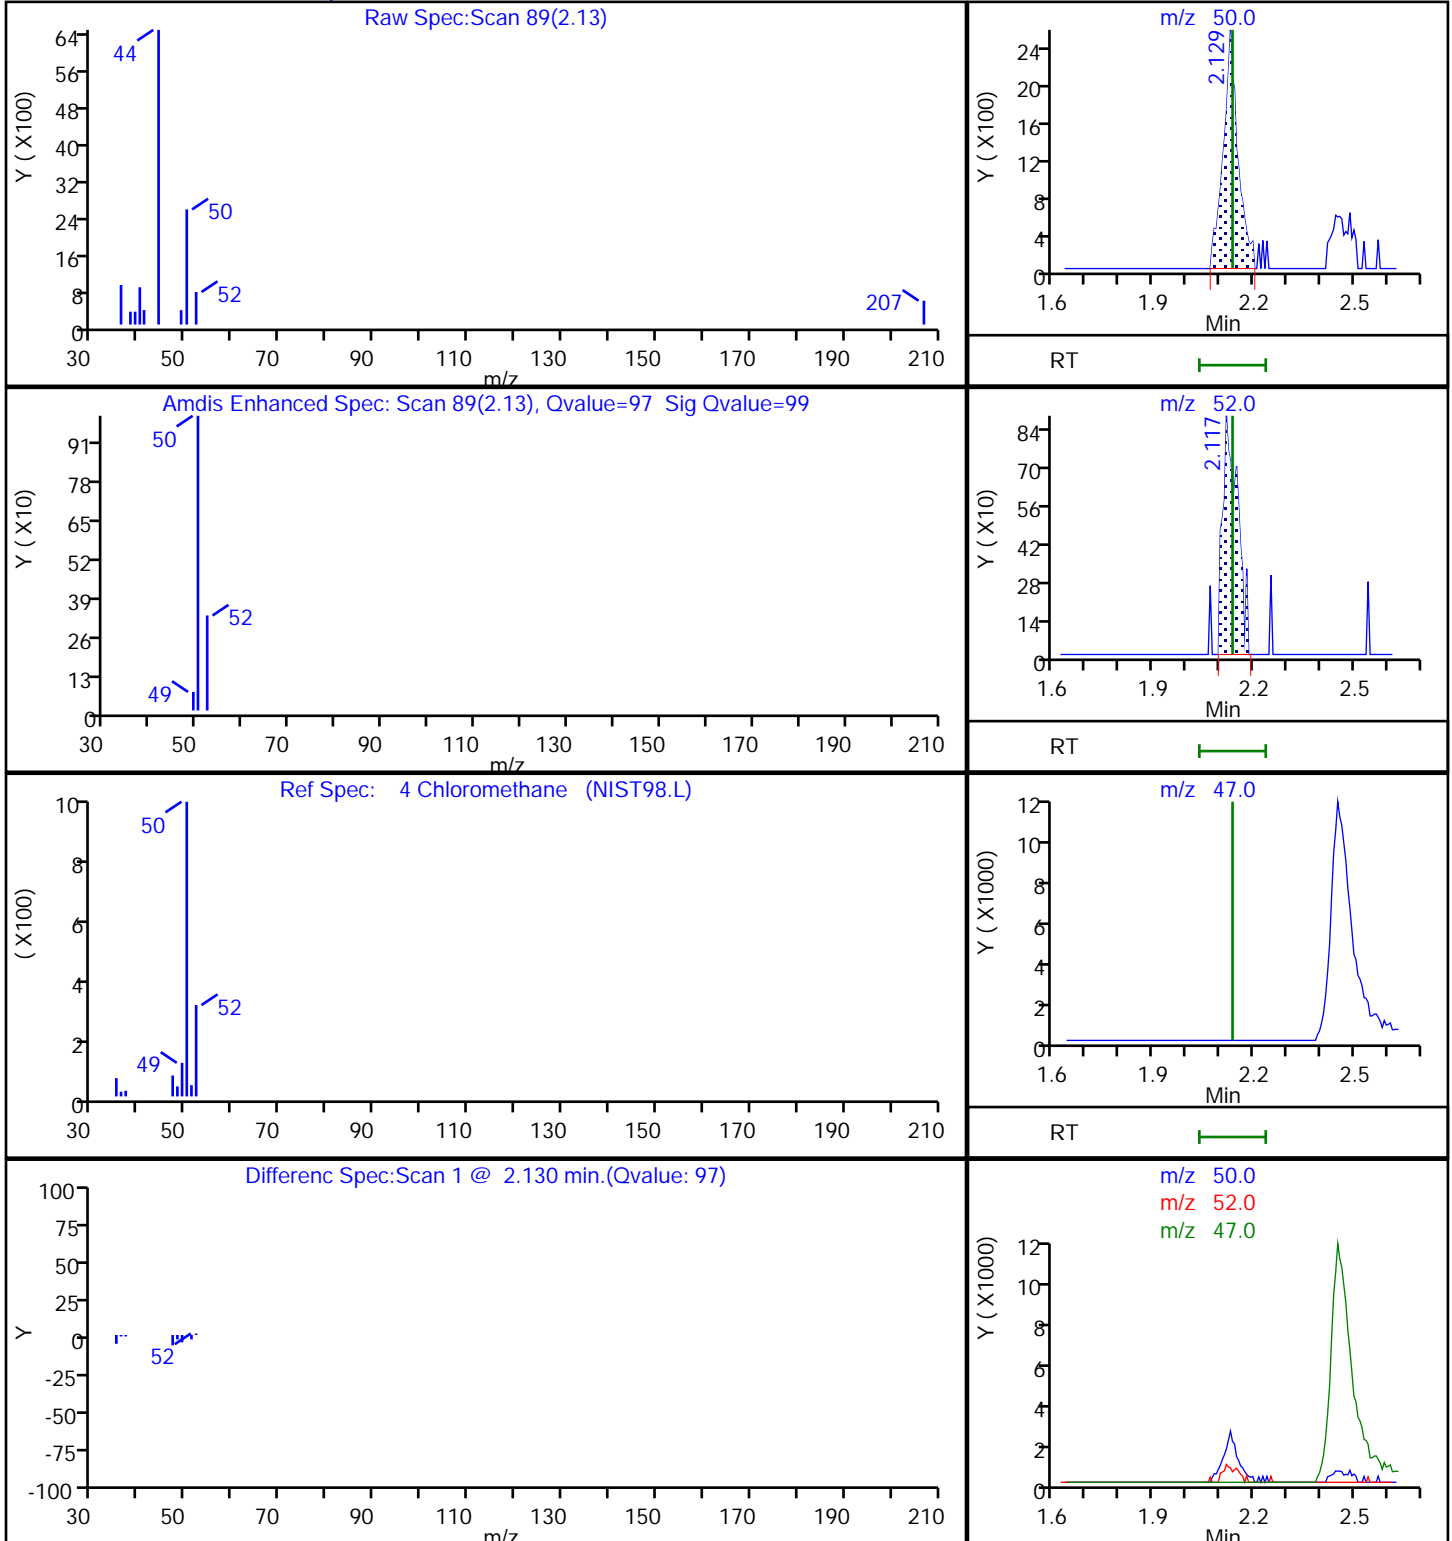 Raw Spec:Scan 89(2.13)
64
56
48
40
32
24
16
8
0
Y ( X100)
44
50
52
207
30 50 70 90 110 130 150 170 190 210
m/z
m/z 50.0
24
20
16
12
8
4
0
Y ( X100)
2.129
1.6 1.9 2.2 2.5
Min
RT
Amdis Enhanced Spec: Scan 89(2.13), Qvalue=97 Sig Qvalue=99
91
78
65
52
39
26
13
0
Y ( X10)
50
52
49
30 50 70 90 110 130 150 170 190 210
m/z
m/z 52.0
84
70
56
42
28
14
0
Y ( X10)
2.117
1.6 1.9 2.2 2.5
Min
RT
Ref Spec: 4 Chloromethane (NIST98.L)
10
8
6
4
2
0
( X100)
50
52
49
30 50 70 90 110 130 150 170 190 210
m/z 47.0
12
10
8
6
4
2
0
Y ( X1000)
1.6 1.9 2.2 2.5
Min
RT
Differenc Spec:Scan 1 @ 2.130 min.(Qvalue: 97)
100
75
50
25
0
-25
-50
-75
-100
Y
52
30 50 70 90 110 130 150 170 190 210
m/z
m/z 50.0
m/z 52.0
m/z 47.0
12
10
8
6
4
2
0
Y ( X1000)
1.6 1.9 2.2 2.5
Min